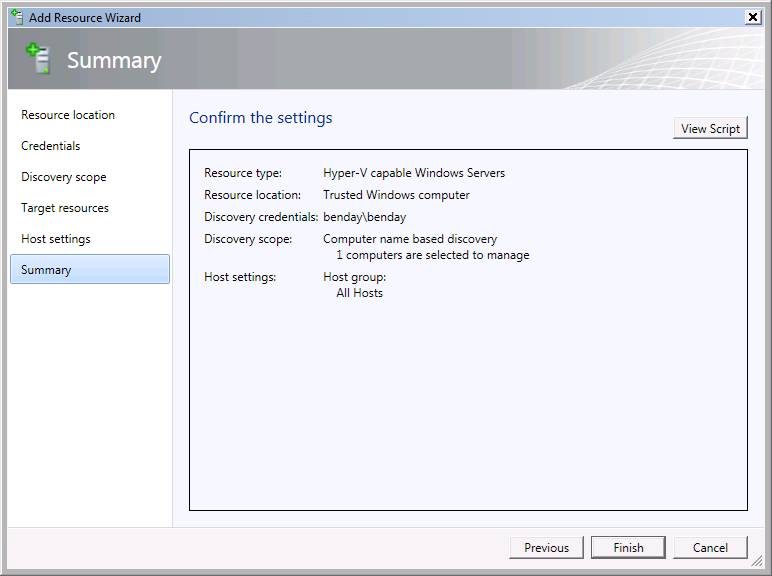 Add Resource Wizard
Summary
Resource location
Credentials
Discovery scope
Target resources
Host settings
Summary
Confirm the settings
View Script
Resource type: Hyper-V capable Windows Servers
Resource location: Trusted Windows computer
Discovery credentials: benday\benday
Discovery scope: Computer name based discovery
1 computers are selected to manage
Host settings: Host group:
All Hosts
Previous Finish Cancel